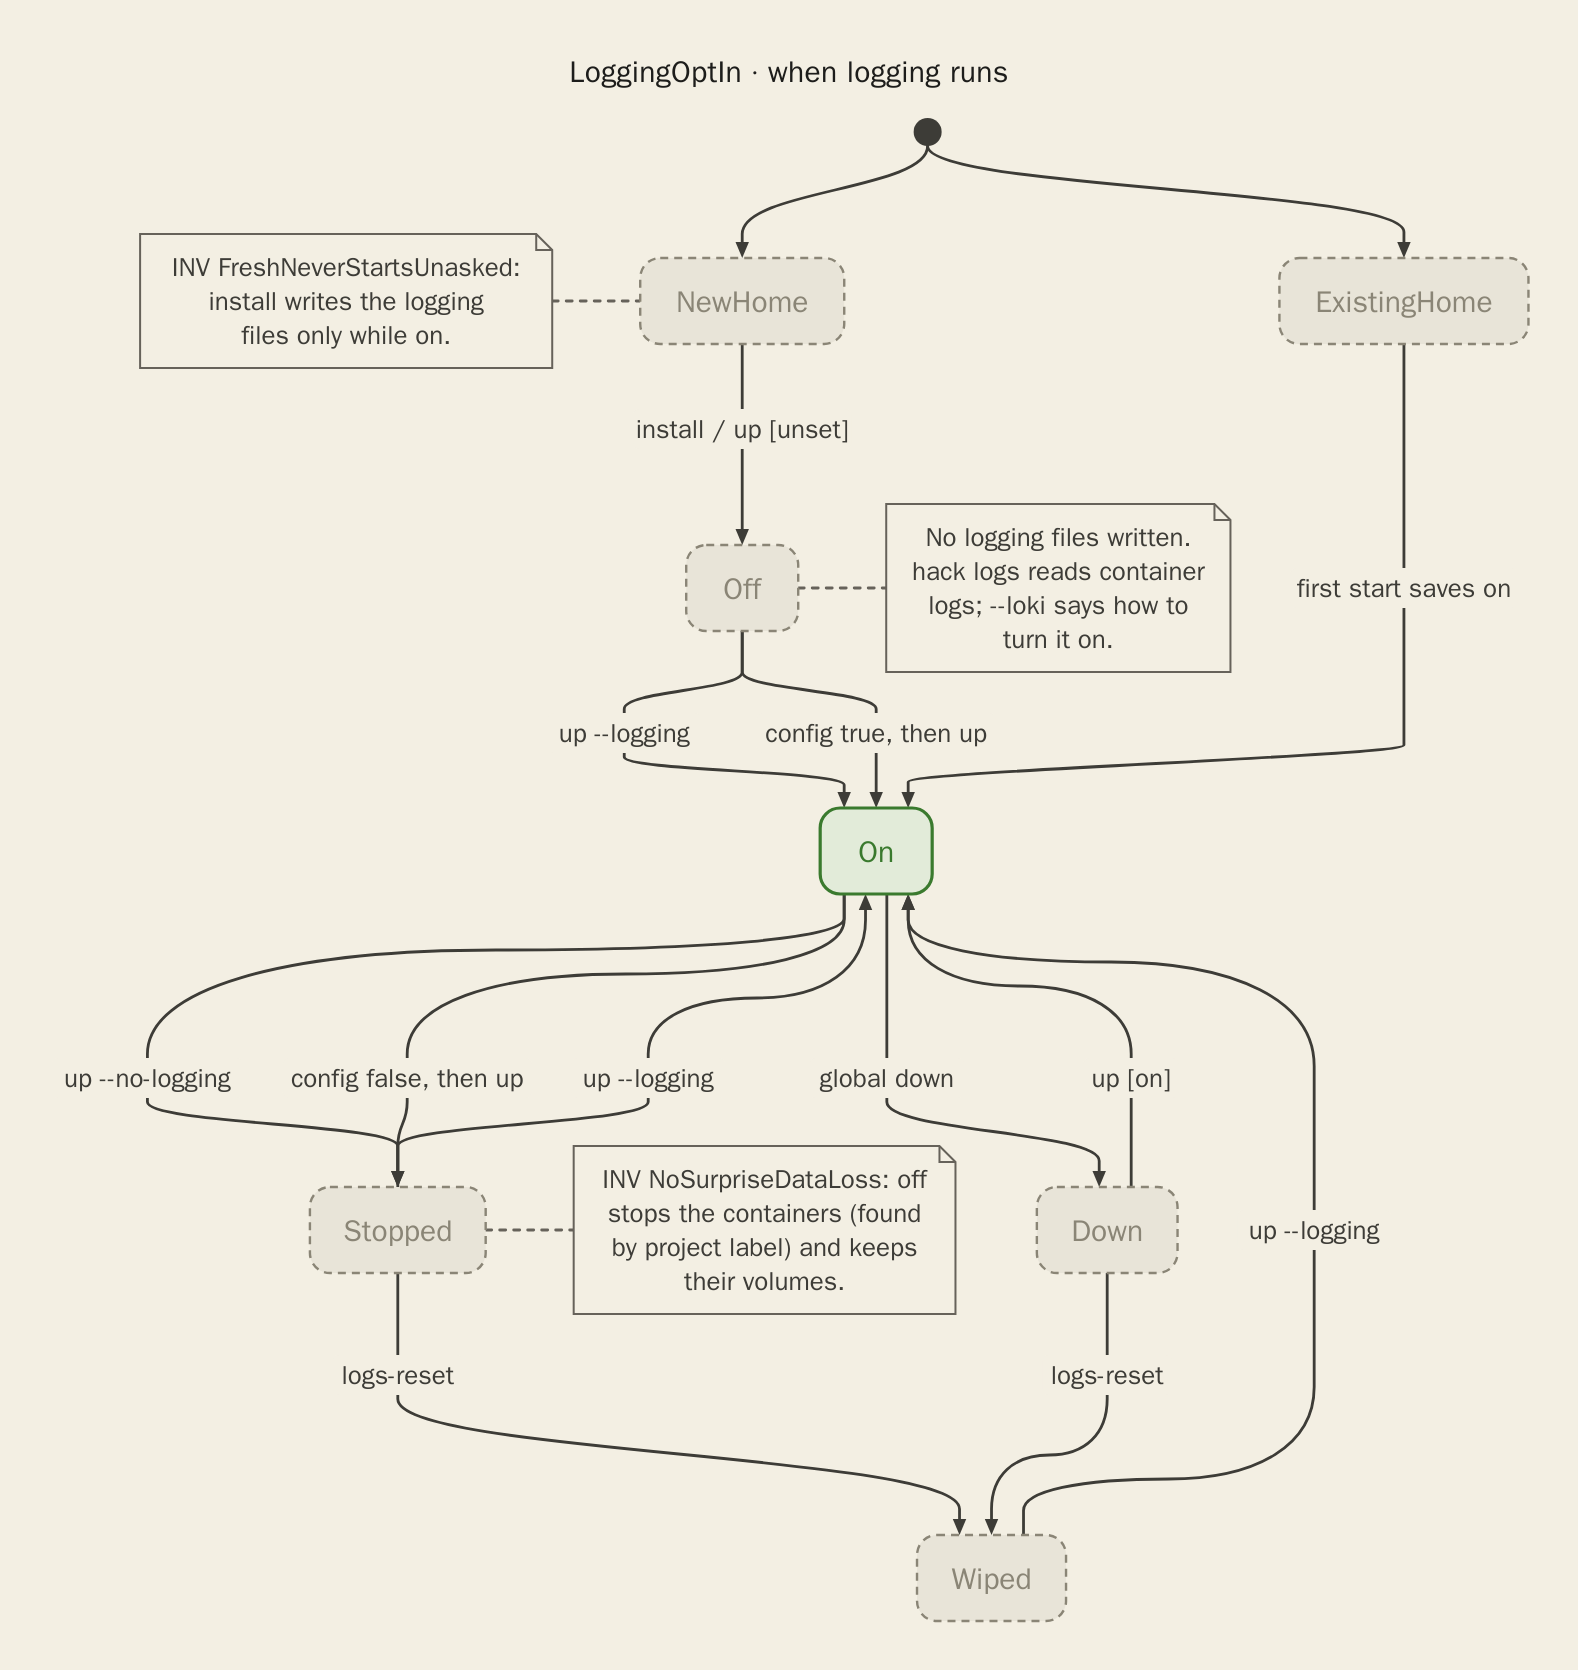 LoggingOptIn · when logging runs
INV FreshNeverStartsUnasked:
install writes the logging
files only while on.
NewHome
ExistingHome
install / up [unset]
Off
No logging files written.
hack logs reads container
logs; --loki says how to
turn it on.
first start saves on
up --logging
config true, then up
On
up --no-logging
config false, then up
up --logging
global down
up [on]
Stopped
INV NoSurpriseDataLoss: off
stops the containers (found
by project label) and keeps
their volumes.
Down
up --logging
logs-reset
logs-reset
Wiped